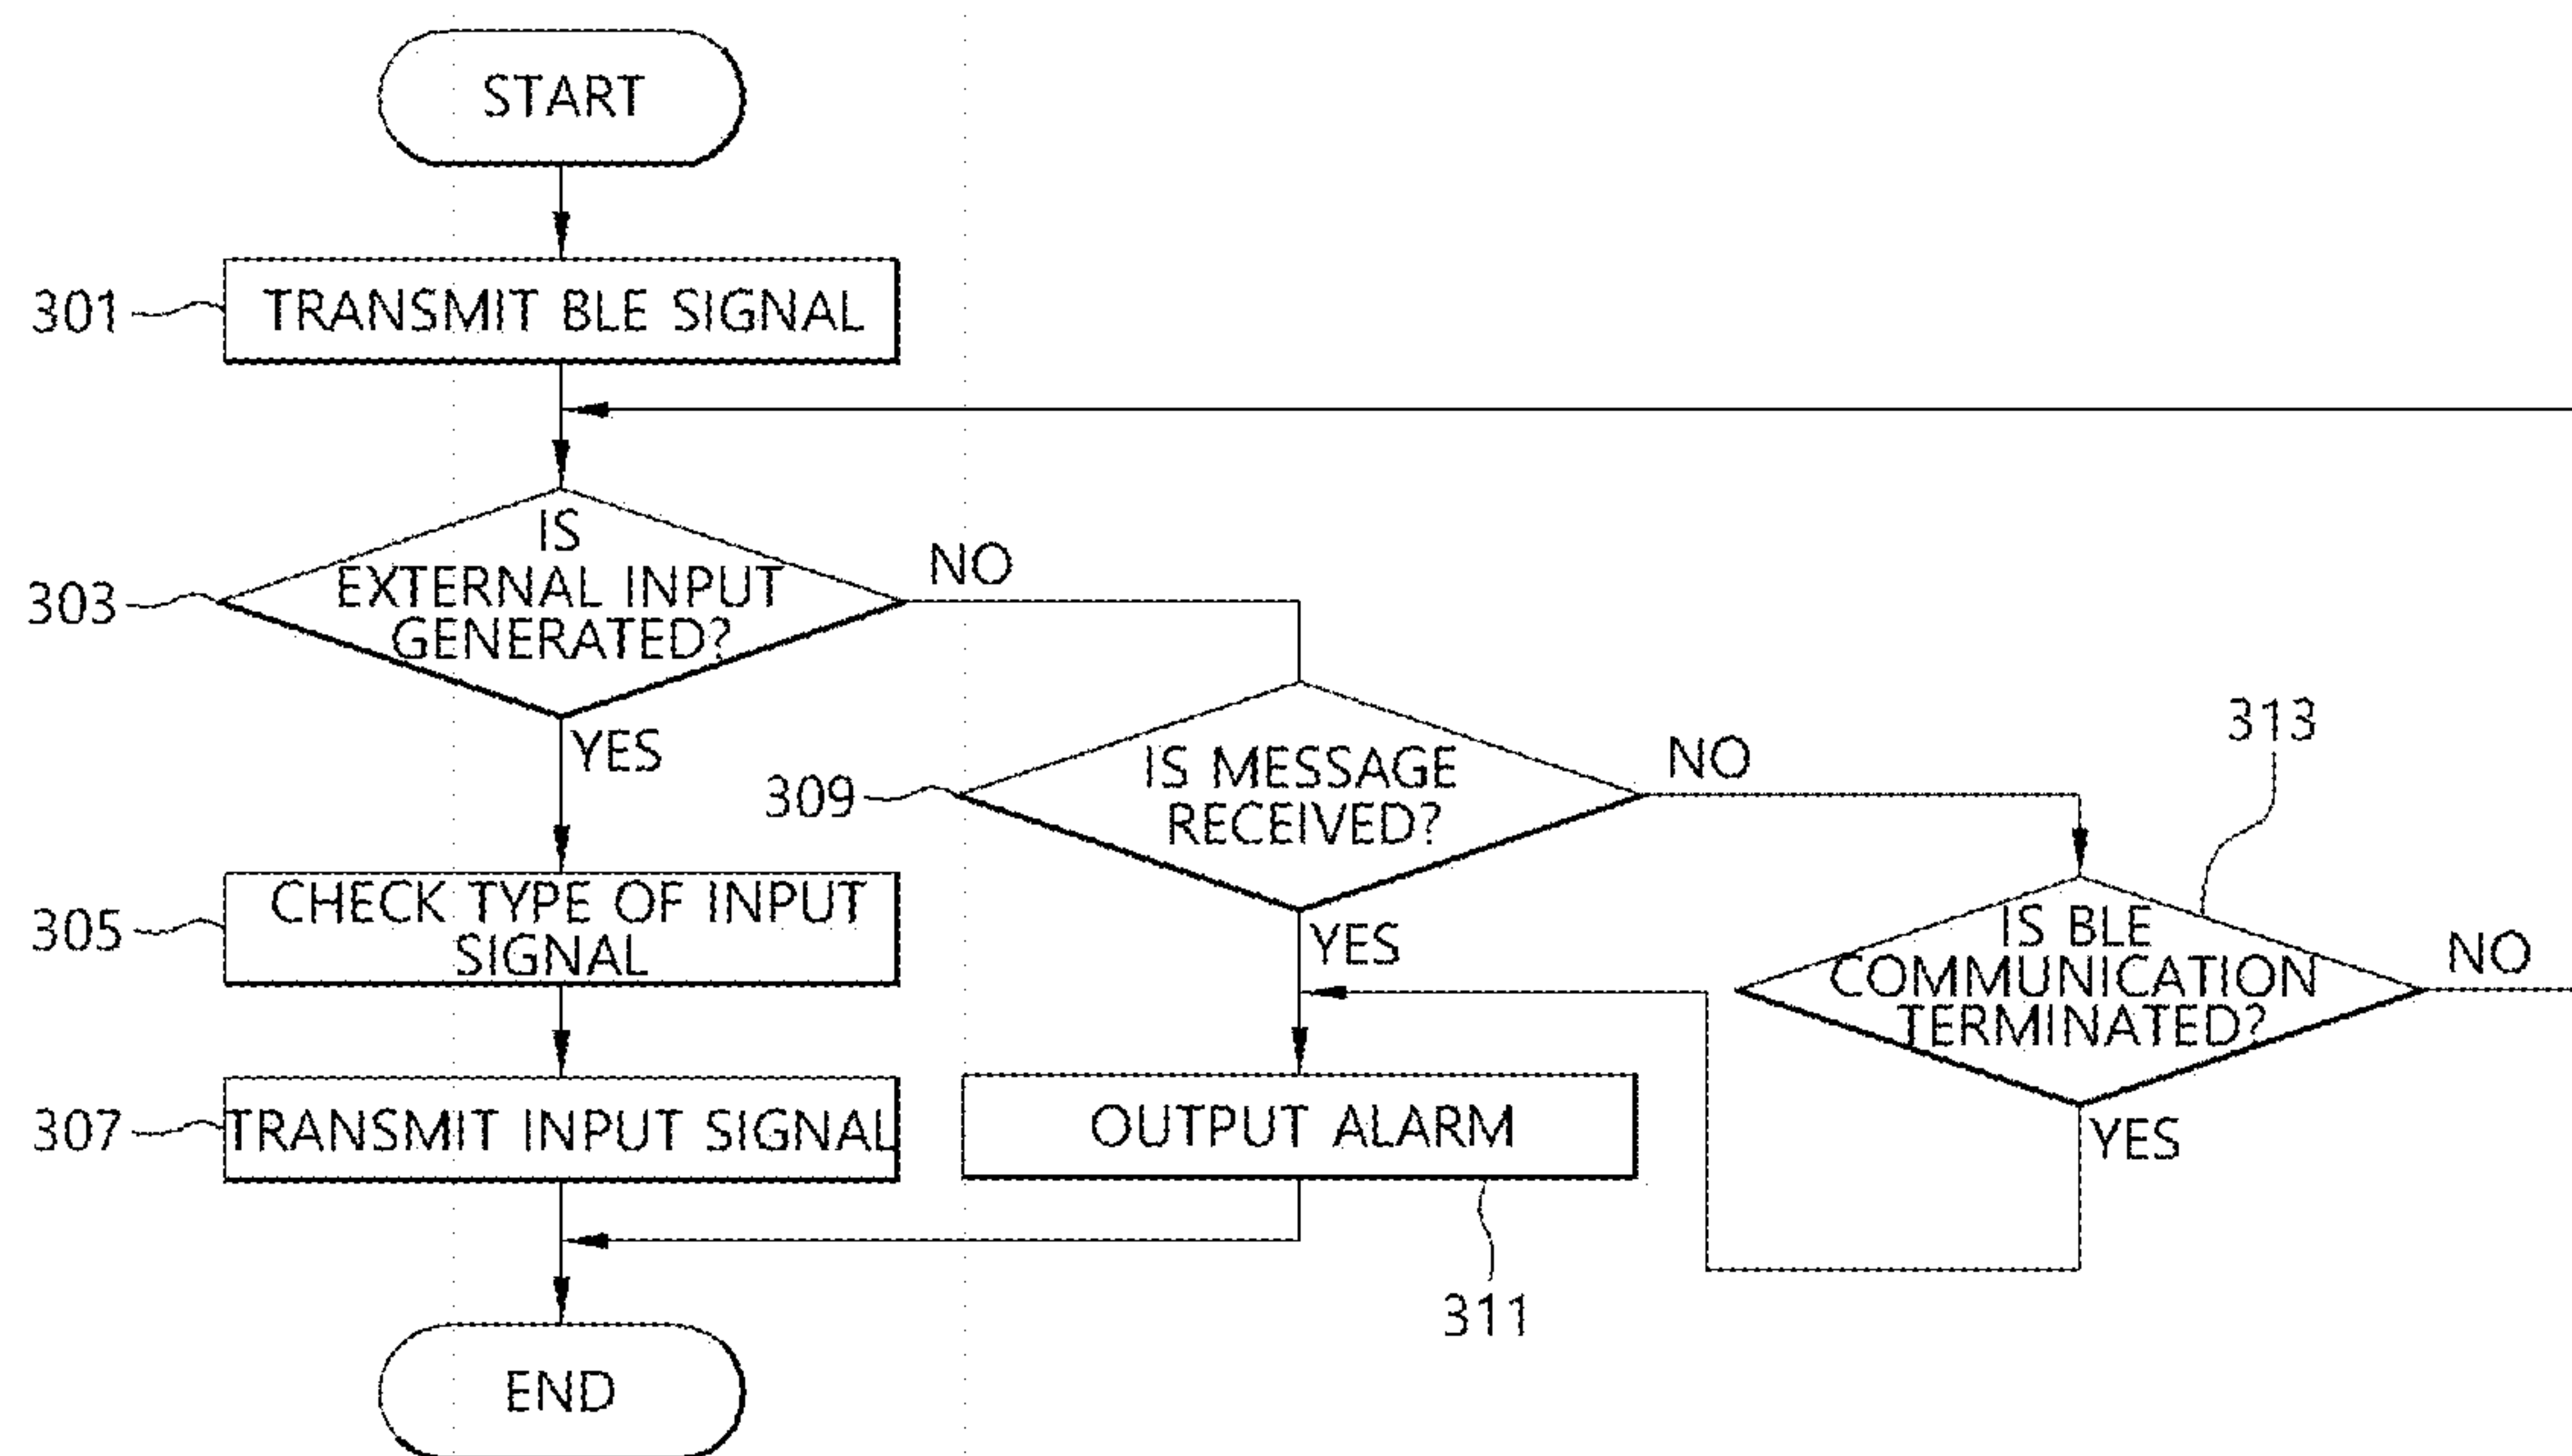 START
301
TRANSMIT BLE SIGNAL
303
IS
EXTERNAL INPUT
GENERATED?
NO
YES
309
IS MESSAGE
RECEIVED?
NO
YES
313
IS BLE
COMMUNICATION
TERMINATED?
NO
YES
305
CHECK TYPE OF INPUT
SIGNAL
307
TRANSMIT INPUT SIGNAL
OUTPUT ALARM
311
END